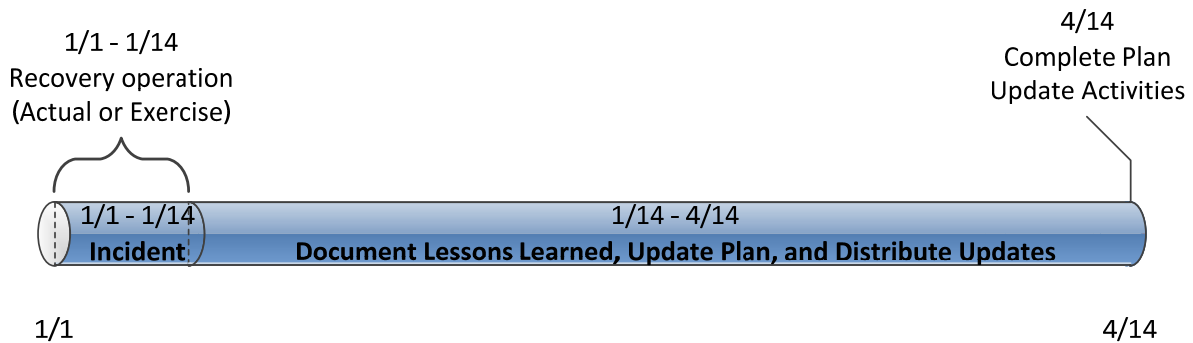 1/1 - 1/14
Recovery operation
(Actual or Exercise)
4/14
Complete Plan
Update Activities
1/1 - 1/14
Incident
1/14 - 4/14
Document Lessons Learned, Update Plan, and Distribute Updates
1/1
4/14